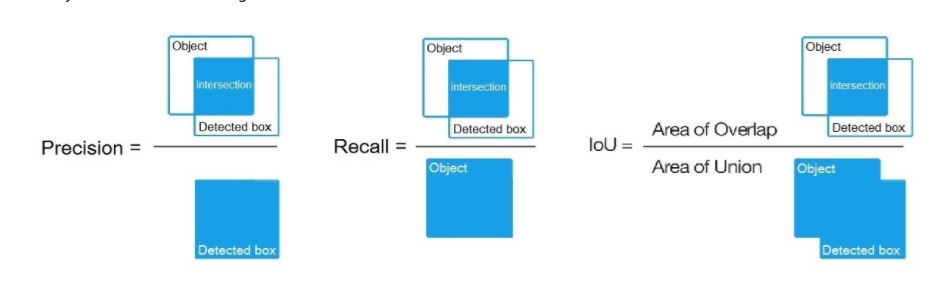 Object
intersection
Detected box
Precision =
Detected box
Object
intersection
Detected box
Recall =
Object
Object
intersection
Detected box
IoU =
Area of Overlap
Area of Union
Object
Detected box